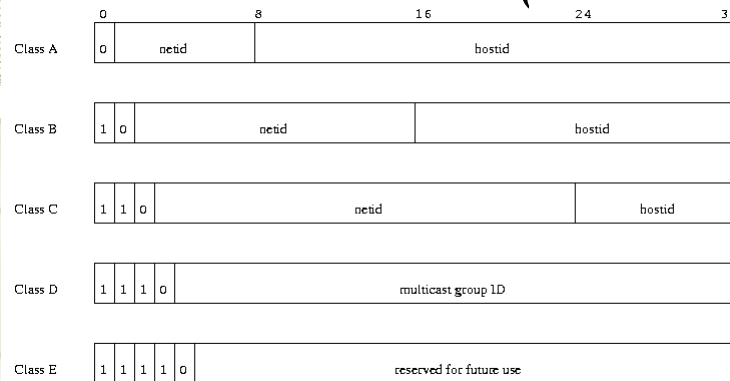 0 8 16 24 3
Class A 0 netid hostid
Class B 1 0 netid hostid
Class C 1 1 0 netid hostid
Class D 1 1 1 0 multicast group ID
Class E 1 1 1 1 0 reserved for future use